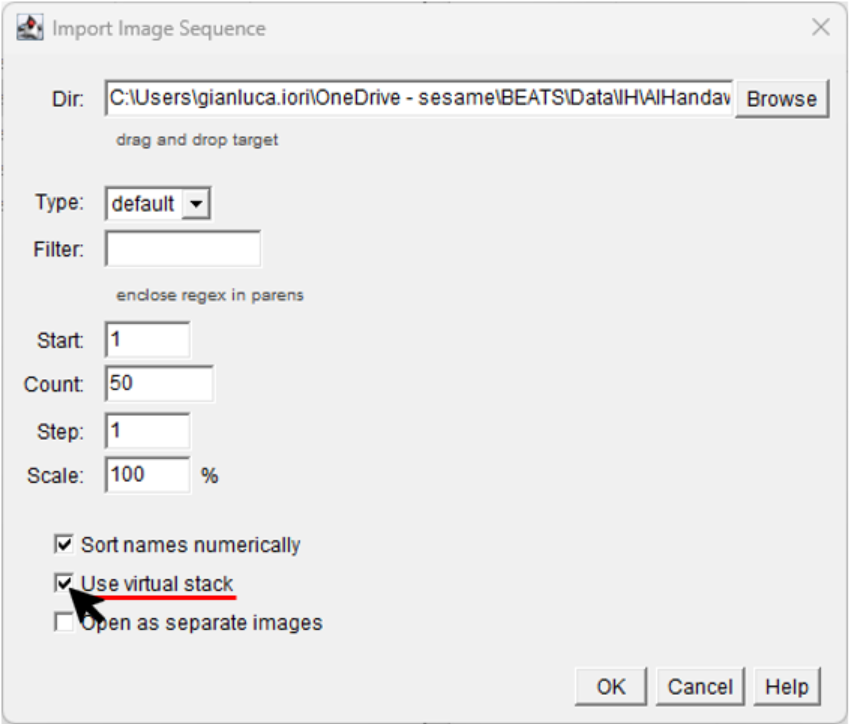 Import Image Sequence
Dir: C:\Users\gianluca.iori\OneDrive - sesame\BEATS\Data\IH\AlHandav Browse
drag and drop target
Type: default
Filter:
enclose regex in parens
Start: 1
Count: 50
Step: 1
Scale: 100 %
Sort names numerically
Use virtual stack
Open as separate images
OK Cancel Help